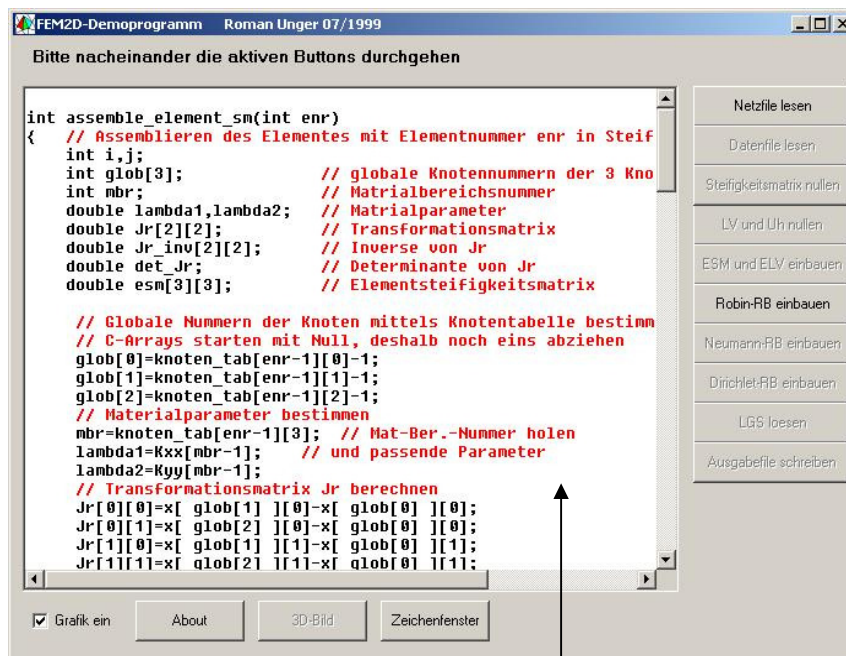 FEM2D-Demoprogramm Roman Unger 07/1999
Bitte nacheinander die aktiven Buttons durchgehen
int assemble_element_sm(int enr)
{ // Assemblieren des Elementes mit Elementnummer enr in Steif
int i,j;
int glob[3]; // globale Knotennummern der 3 Kno
int mbr; // Matrialbereichsnummer
double lambda1,lambda2; // Matrialparameter
double Jr[2][2]; // Transformationsmatrix
double Jr_inv[2][2]; // Inverse von Jr
double det_Jr; // Determinante von Jr
double esm[3][3]; // Elementsteifigkeitsmatrix
// Globale Nummern der Knoten mittels Knotentabelle bestimm
// C-Arrays starten mit Null, deshalb noch eins abziehen
glob[0]=knoten_tab[enr-1][0]-1;
glob[1]=knoten_tab[enr-1][1]-1;
glob[2]=knoten_tab[enr-1][2]-1;
// Materialparameter bestimmen
mbr=knoten_tab[enr-1][3]; // Mat-Ber.-Nummer holen
lambda1=Kxx[mbr-1]; // und passende Parameter
lambda2=Kyy[mbr-1];
// Transformationsmatrix Jr berechnen
Jr[0][0]=x[ glob[1] ][0]-x[ glob[0] ][0];
Jr[0][1]=x[ glob[2] ][0]-x[ glob[0] ][0];
Jr[1][0]=x[ glob[1] ][1]-x[ glob[0] ][1];
Jr[1][1]=x[ glob[2] ][1]-x[ glob[0] ][1];
Netzfile lesen
Datenfile lesen
Steifigkeitsmatrix nullen
LV und Uh nullen
ESM und ELV einbauen
Robin-RB einbauen
Neumann-RB einbauen
Dirichlet-RB einbauen
LGS loesen
Ausgabefile schreiben
Grafik ein
About
3D-Bild
Zeichenfenster